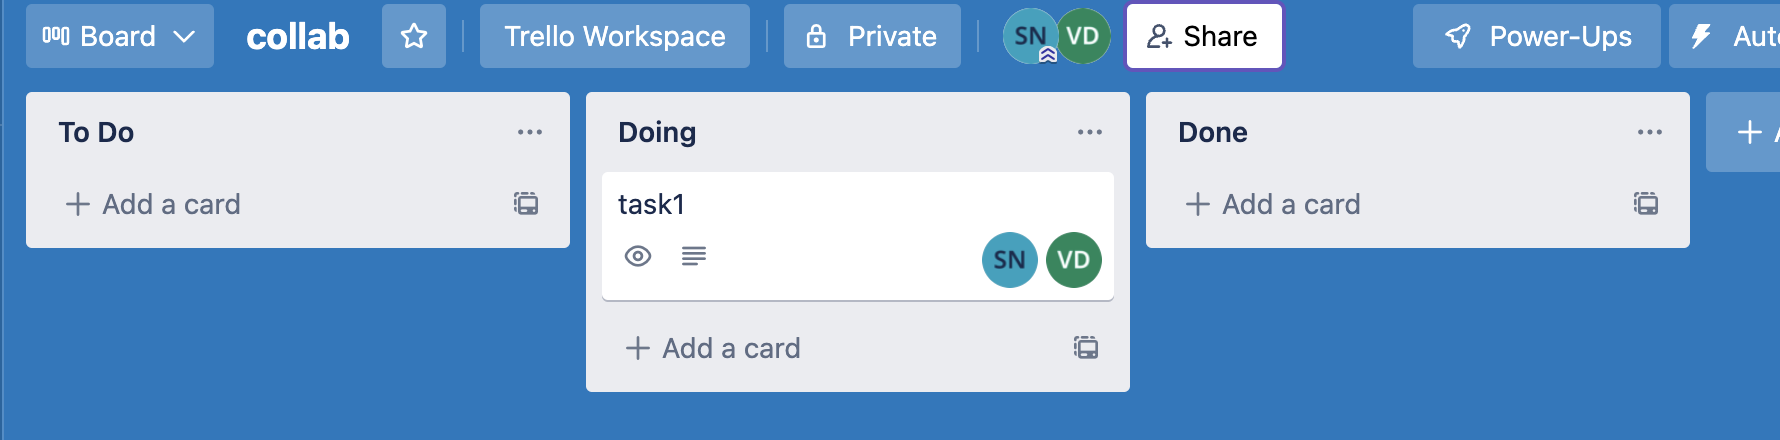 Board collab Trello Workspace Private SN VD Share Power-Ups
To Do
Add a card
Doing
task1
SN VD
Add a card
Done
Add a card